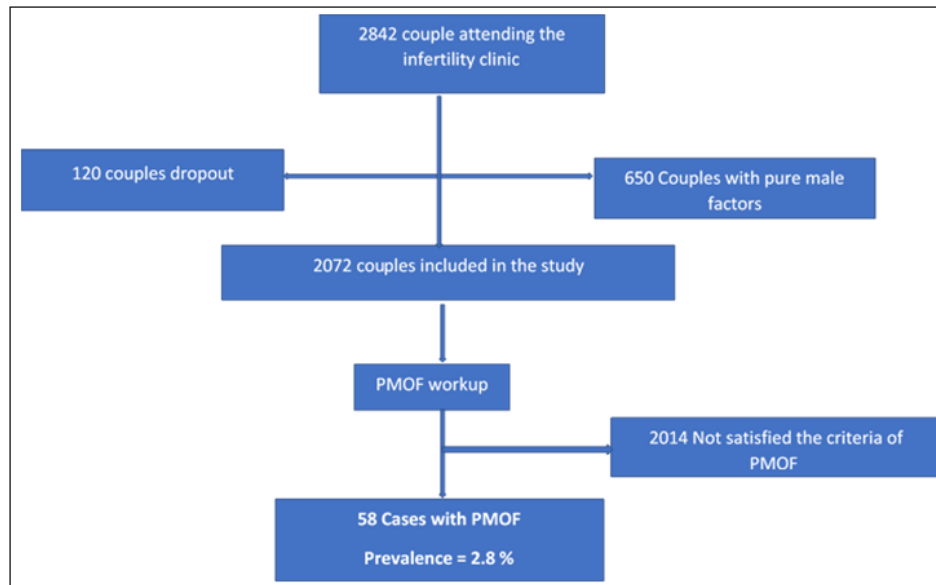 2842 couple attending the
infertility clinic
120 couples dropout
650 Couples with pure male
factors
2072 couples included in the study
PMOF workup
2014 Not satisfied the criteria of
PMOF
58 Cases with PMOF
Prevalence = 2.8 %